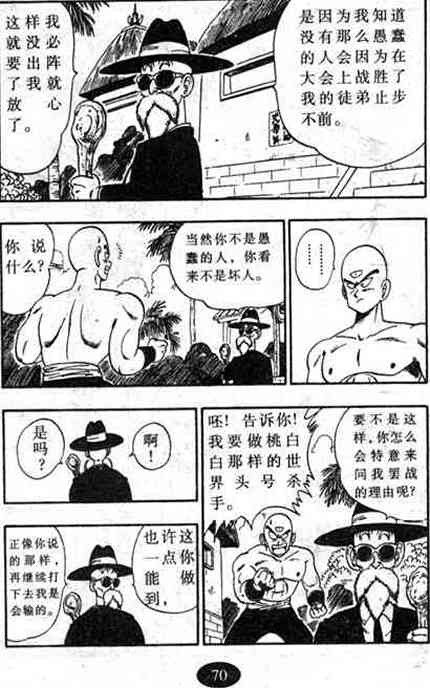 是因为我知道
没有那么愚蠢
的人会因为在
大会上战胜了
我的徒弟止步
不前。
这样我
就没必
要出阵
了我就
放心了。
…………
当然你不是愚
蠢的人，你看
来不是坏人。
你说
什么？
要不是这
样，你怎么
会特意来
问我罢战
的理由呢？
呸！告诉你！
我要做桃白
白那样的世
界头号杀
手。
啊！
是
吗？
也许这
一点你
能做到，
正像你说
的那样，
再继续打
下去我是
会输的。
70